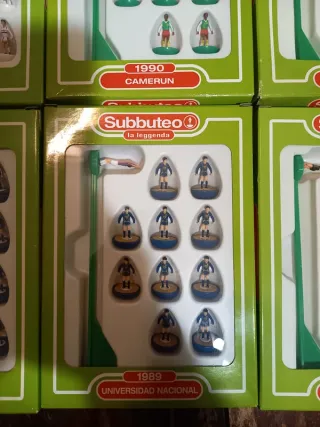 1990
CAMERUN
Subbuteo
la leggenda
1989
UNIVERSIDAD NACIONAL